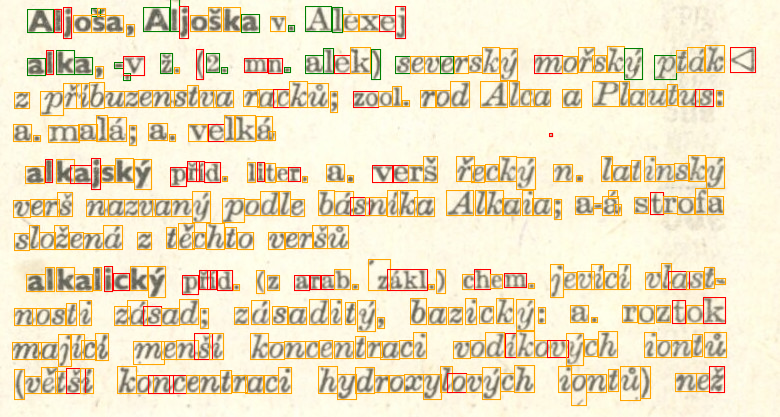 Aljoša, Aljoška v. Alexej
alka, -v ž. (2. mn. alek) severský mořský pták ◁
z příbuzenstva racků; zool. rod Alca a Plautus:
a. malá; a. velká
alkajský příd. liter. a. verš řecký n. latinský
verš nazvaný podle básníka Alkaia; a-á strofa
složená z těchto veršů
alkalický příd. (z arab. zákl.) chem. jevící vlast-
nosti zásad; zásaditý, bazický: a. roztok
mající menší koncentraci vodíkových iontů
(větší koncentraci hydroxylových iontů) než